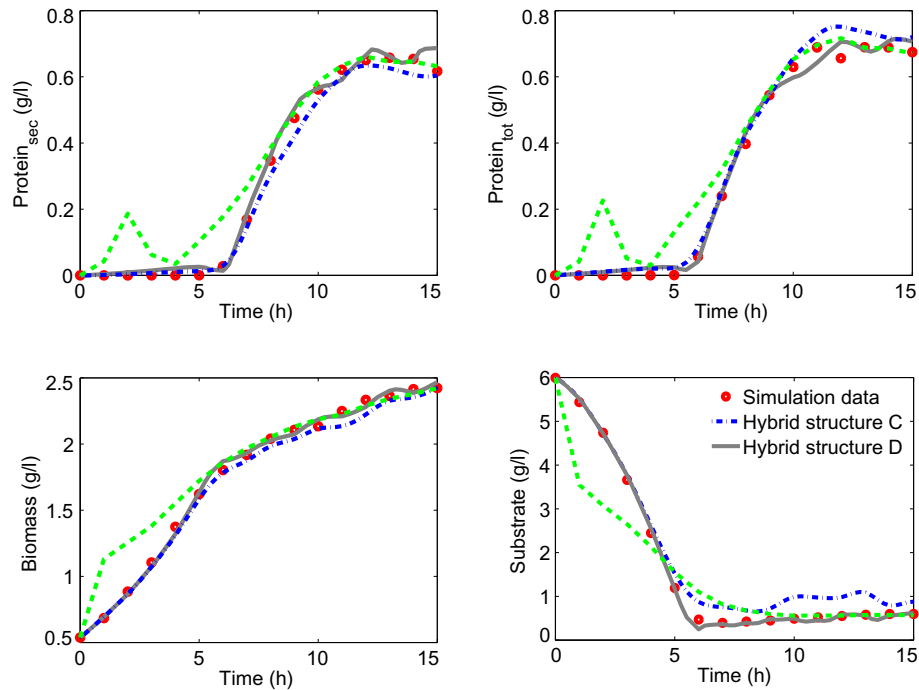 0.8
0.6
0.4
0.2
0
0 5 10 15
Protein_sec (g/l)
Time (h)
0.8
0.6
0.4
0.2
0
0 5 10 15
Protein_tot (g/l)
Time (h)
2.5
2
1.5
1
0.5
0 5 10 15
Biomass (g/l)
Time (h)
6
5
4
3
2
1
0
0 5 10 15
Substrate (g/l)
Time (h)
Simulation data
Hybrid structure C
Hybrid structure D